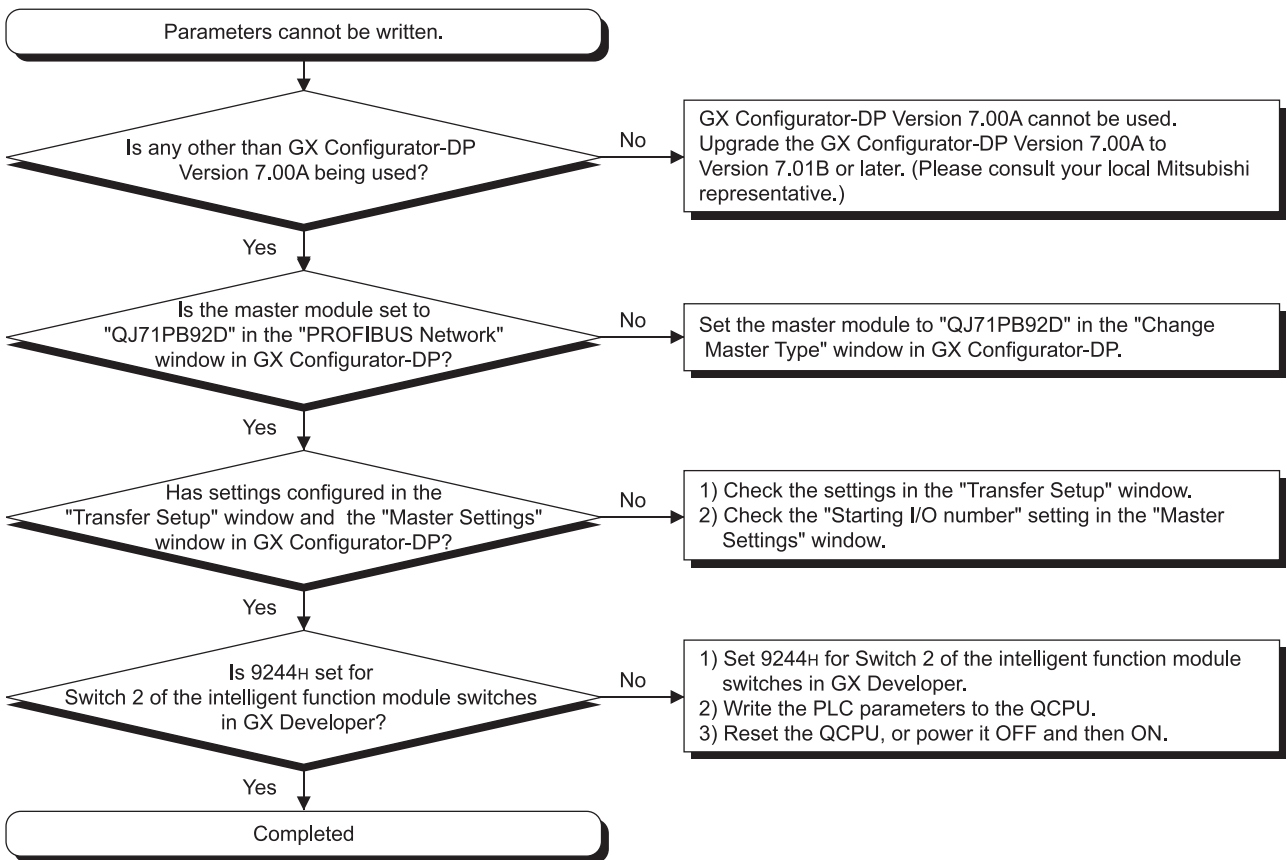 Parameters cannot be written.
Is any other than GX Configurator-DP
Version 7.00A being used?
No
GX Configurator-DP Version 7.00A cannot be used.
Upgrade the GX Configurator-DP Version 7.00A to
Version 7.01B or later. (Please consult your local Mitsubishi
representative.)
Yes
Is the master module set to
"QJ71PB92D" in the "PROFIBUS Network"
window in GX Configurator-DP?
No
Set the master module to "QJ71PB92D" in the "Change
Master Type" window in GX Configurator-DP.
Yes
Has settings configured in the
"Transfer Setup" window and the "Master Settings"
window in GX Configurator-DP?
No
1) Check the settings in the "Transfer Setup" window.
2) Check the "Starting I/O number" setting in the "Master
Settings" window.
Yes
Is 9244H set for
Switch 2 of the intelligent function module switches
in GX Developer?
No
1) Set 9244H for Switch 2 of the intelligent function module
switches in GX Developer.
2) Write the PLC parameters to the QCPU.
3) Reset the QCPU, or power it OFF and then ON.
Yes
Completed